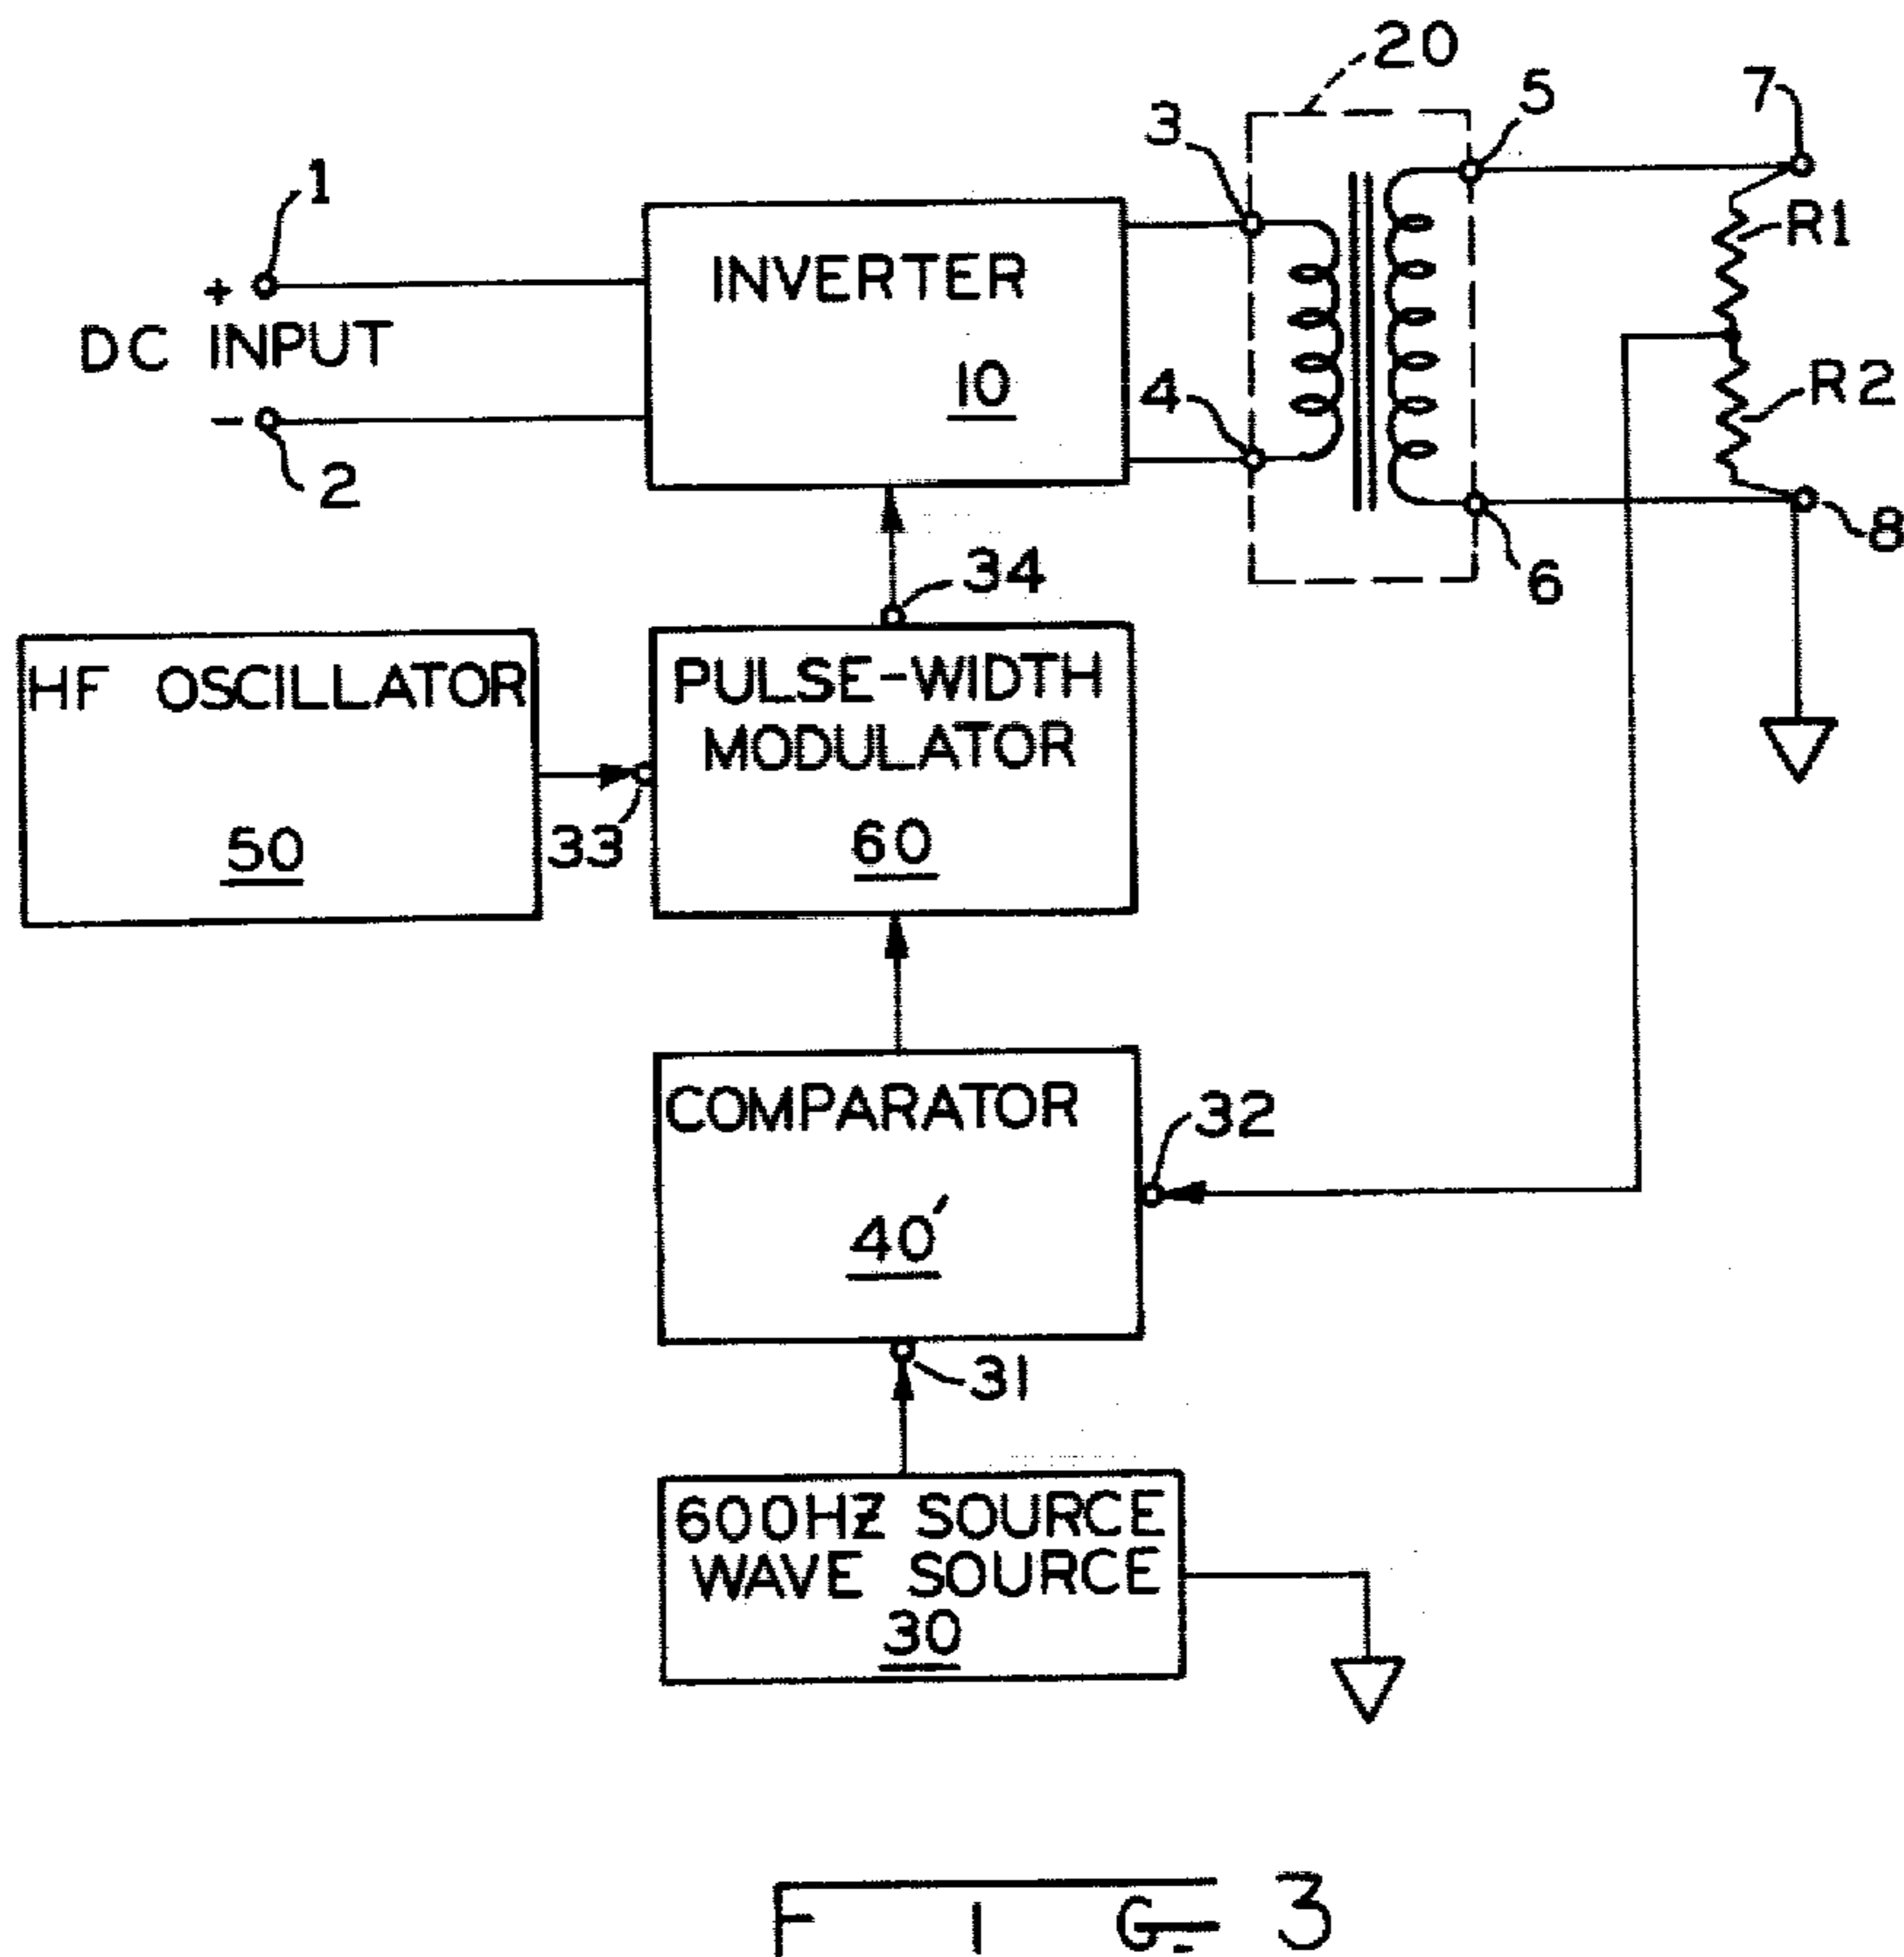 20
5
7
3
1
R1
INVERTER
+
DC INPUT
10
4
R2
-
2
8
34
6
HF OSCILLATOR
PULSE-WIDTH
MODULATOR
50
33
60
COMPARATOR
32
40'
31
600HZ SOURCE
WAVE SOURCE
30
FIG- 3